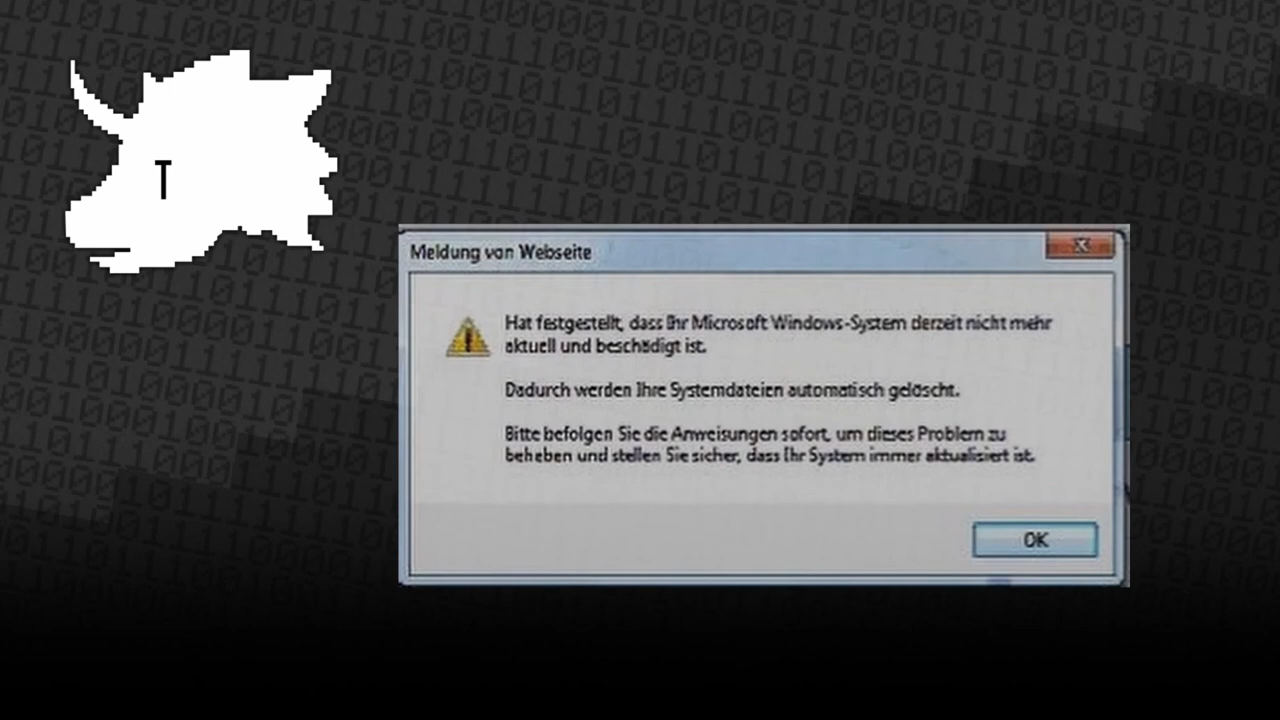 Meldung von Webseite
Hat festgestellt, dass Ihr Microsoft Windows-System derzeit nicht mehr
aktuell und beschädigt ist.
Dadurch werden Ihre Systemdateien automatisch gelöscht.
Bitte befolgen Sie die Anweisungen sofort, um dieses Problem zu
beheben und stellen Sie sicher, dass Ihr System immer aktualisiert ist.
OK